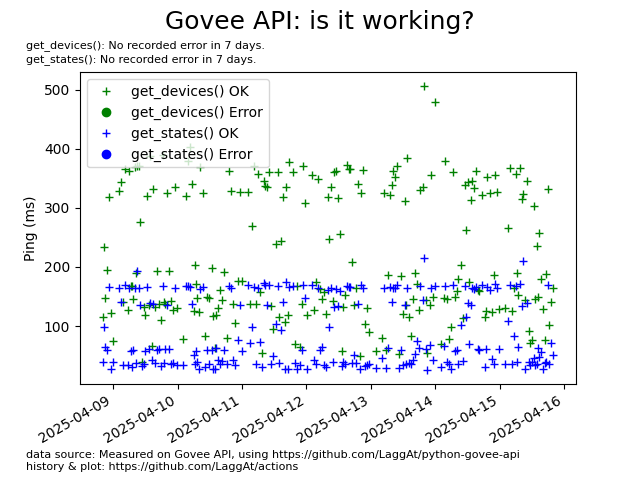 Govee API: is it working?
get_devices(): No recorded error in 7 days.
get_states(): No recorded error in 7 days.
get_devices() OK
get_devices() Error
get_states() OK
get_states() Error
Ping (ms)
500
400
300
200
100
2025-04-09
2025-04-10
2025-04-11
2025-04-12
2025-04-13
2025-04-14
2025-04-15
2025-04-16
data source: Measured on Govee API, using https://github.com/LaggAt/python-govee-api
history & plot: https://github.com/LaggAt/actions